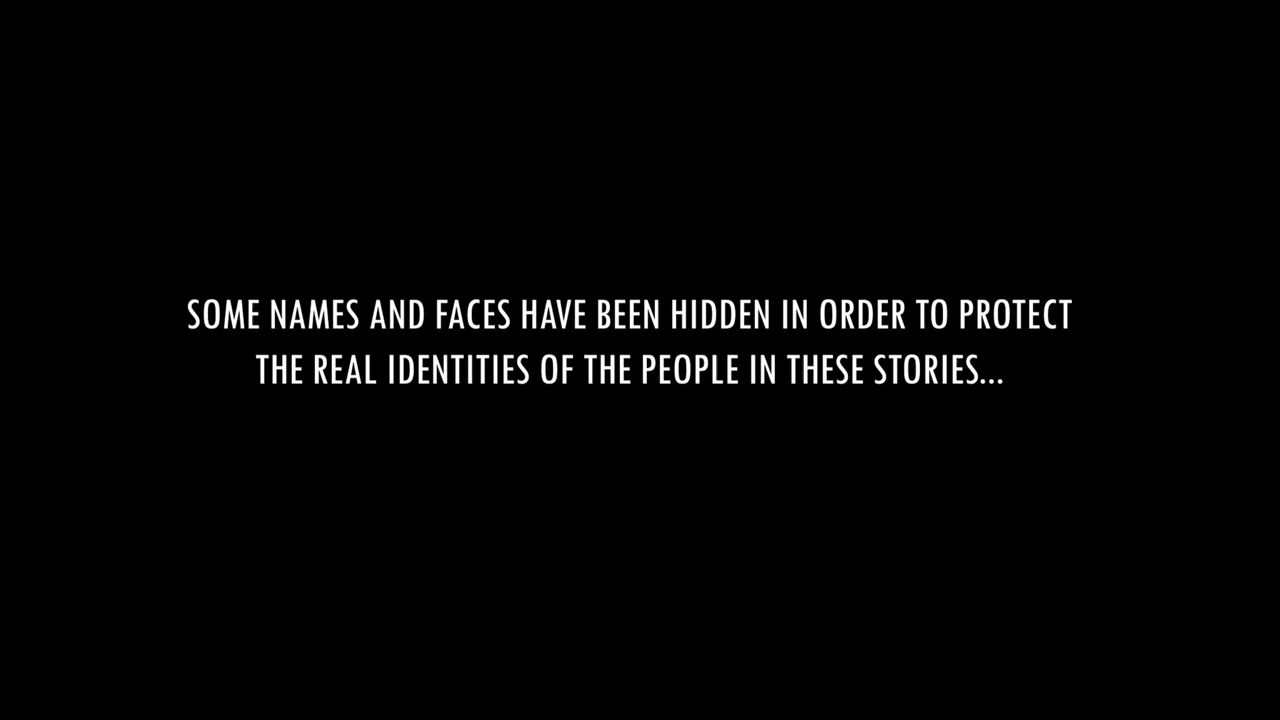 SOME NAMES AND FACES HAVE BEEN HIDDEN IN ORDER TO PROTECT
THE REAL IDENTITIES OF THE PEOPLE IN THESE STORIES...